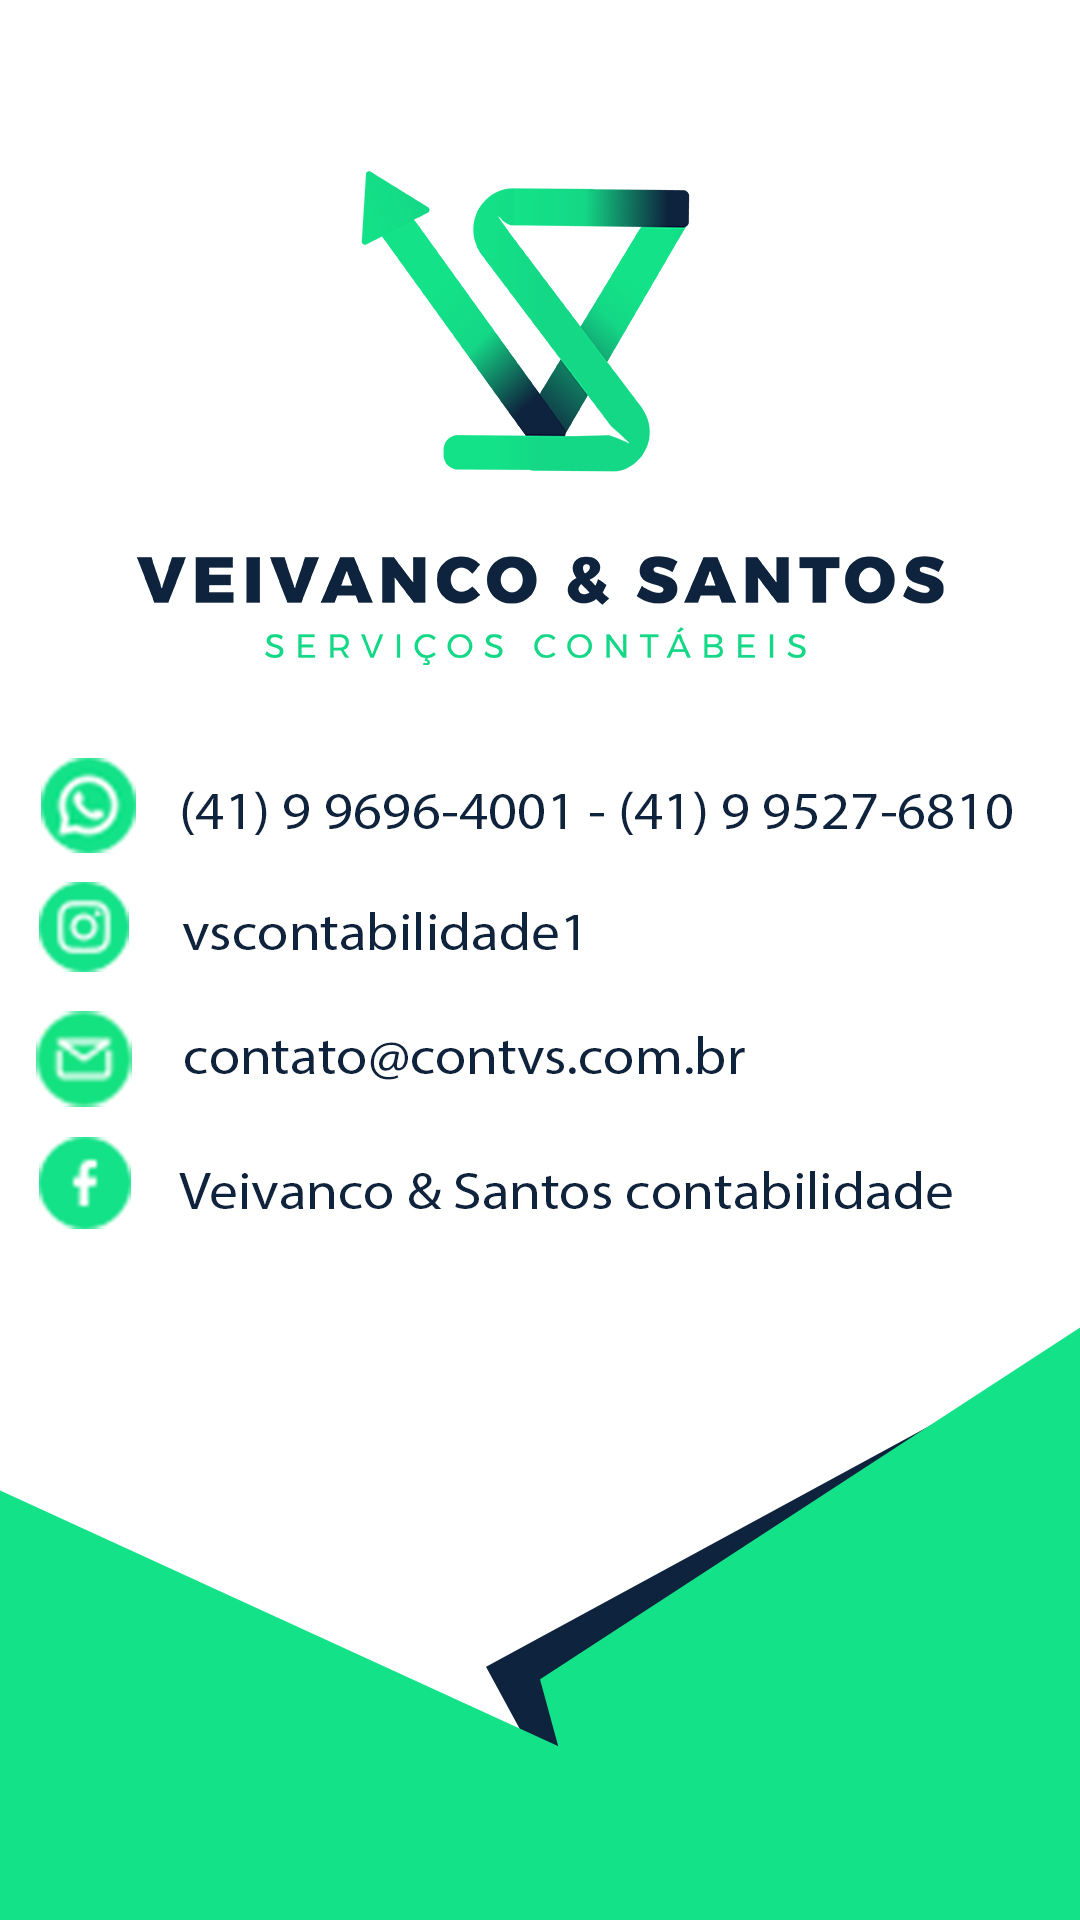 VEIVANCO & SANTOS
SERVIÇOS CONTÁBEIS
(41) 9 9696-4001 - (41) 9 9527-6810
vscontabilidade1
contato@contvs.com.br
Veivanco & Santos contabilidade